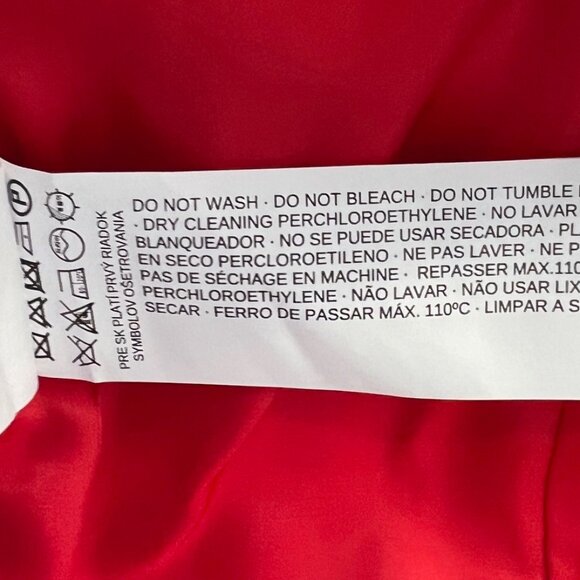 DO NOT WASH · DO NOT BLEACH · DO NOT TUMBLE
· DRY CLEANING PERCHLOROETHYLENE · NO LAVAR
BLANQUEADOR · NO SE PUEDE USAR SECADORA ·
EN SECO PERCLOROETILENO · NE PAS LAVER · NE
PAS DE SÉCHAGE EN MACHINE · REPASSER MAX.110
PERCHLOROETHYLENE · NÃO LAVAR · NÃO USAR
SECAR · FERRO DE PASSAR MÁX. 110ºC · LIMPAR A
PRE SK PLATÍ PRVÝ RIADOK
SYMBOLOV OŠETROVANIA
P